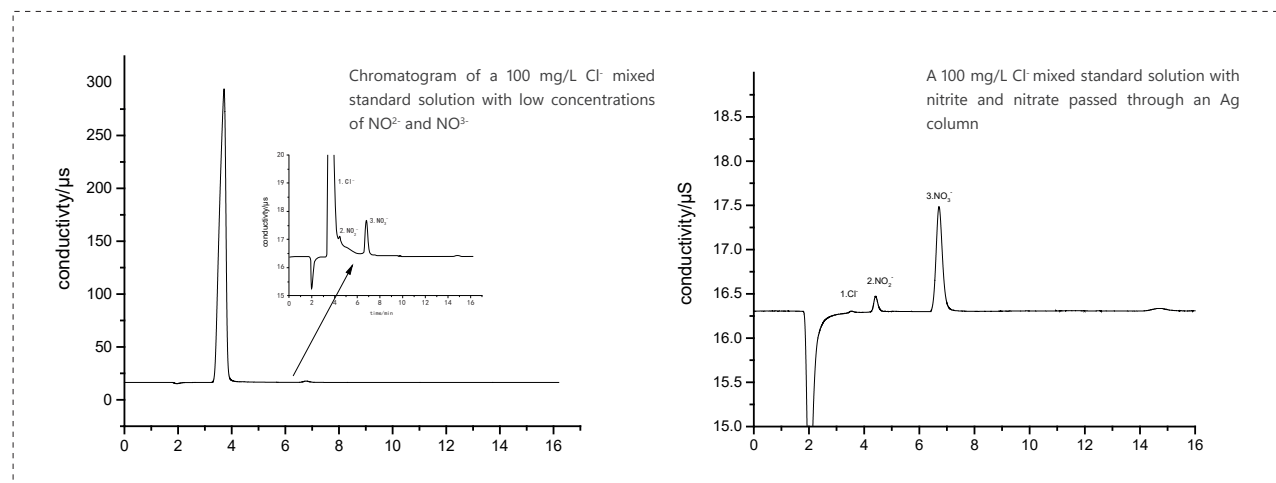 Chromatogram of a 100 mg/L Cl⁻ mixed
standard solution with low concentrations
of NO²⁻ and NO³⁻
conductivty/μs
300
250
200
150
100
50
25
0
0 2 4 6 8 10 12 14 16
conductivity/μs
20
19
18
17
16
15
0 2 4 6 8 10 12 14 16
time/min
1. Cl⁻
2. NO₂⁻
3. NO₃⁻
A 100 mg/L Cl⁻ mixed standard solution with
nitrite and nitrate passed through an Ag
column
conductivity/μS
18.5
18.0
17.5
17.0
16.5
16.0
15.5
15.0
0 2 4 6 8 10 12 14 16
1.Cl⁻
2.NO₂⁻
3.NO₃⁻